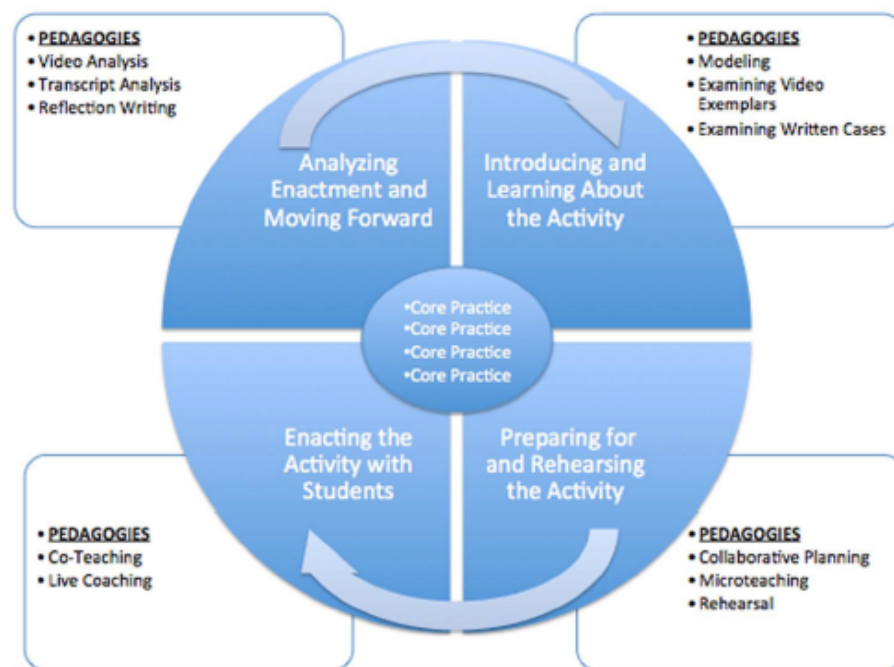 • PEDAGOGIES
• Video Analysis
• Transcript Analysis
• Reflection Writing
• PEDAGOGIES
• Modeling
• Examining Video
Exemplars
• Examining Written Cases
Analyzing
Enactment and
Moving Forward
Introducing and
Learning About
the Activity
•Core Practice
•Core Practice
•Core Practice
•Core Practice
Enacting the
Activity with
Students
Preparing for
and Rehearsing
the Activity
• PEDAGOGIES
• Co-Teaching
• Live Coaching
• PEDAGOGIES
• Collaborative Planning
• Microteaching
• Rehearsal